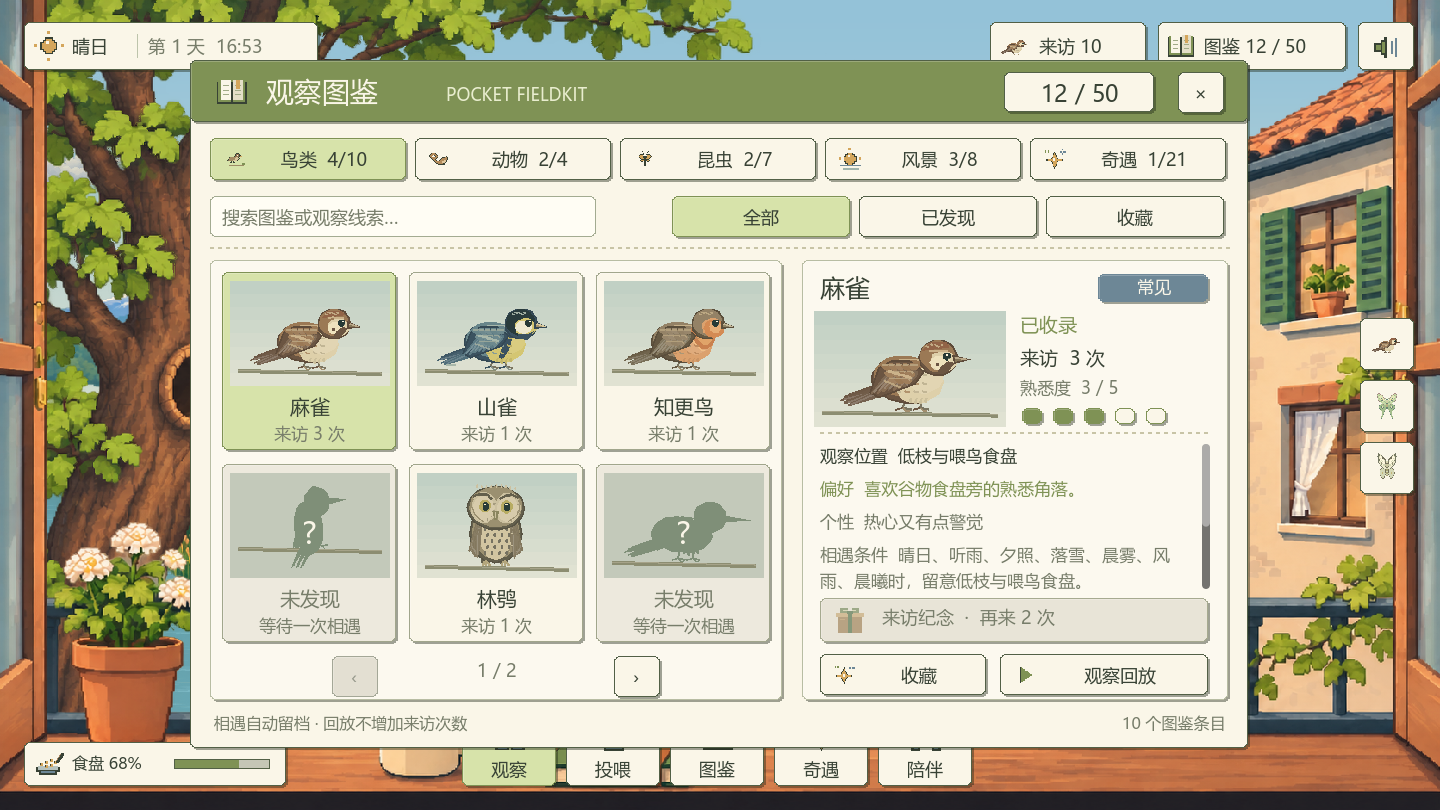 晴日 第 1 天 16:53
来访 10
图鉴 12 / 50
观察图鉴
POCKET FIELDKIT
12 / 50
×
鸟类 4/10
动物 2/4
昆虫 2/7
风景 3/8
奇遇 1/21
搜索图鉴或观察线索...
全部
已发现
收藏
麻雀
来访 3 次
山雀
来访 1 次
知更鸟
来访 1 次
?
未发现
等待一次相遇
林鸮
来访 1 次
?
未发现
等待一次相遇
‹
1 / 2
›
麻雀
常见
已收录
来访 3 次
熟悉度 3 / 5
观察位置 低枝与喂鸟食盘
偏好 喜欢谷物食盘旁的熟悉角落。
个性 热心又有点警觉
相遇条件 晴日、听雨、夕照、落雪、晨雾、风
雨、晨曦时，留意低枝与喂鸟食盘。
来访纪念 · 再来 2 次
收藏
观察回放
相遇自动留档 · 回放不增加来访次数
10 个图鉴条目
食盘 68%
观察
投喂
图鉴
奇遇
陪伴